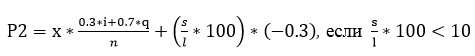 P2 = x * (0.3*i+0.7*q)/n + (s/l * 100) * (−0.3), если s/l * 100 < 10